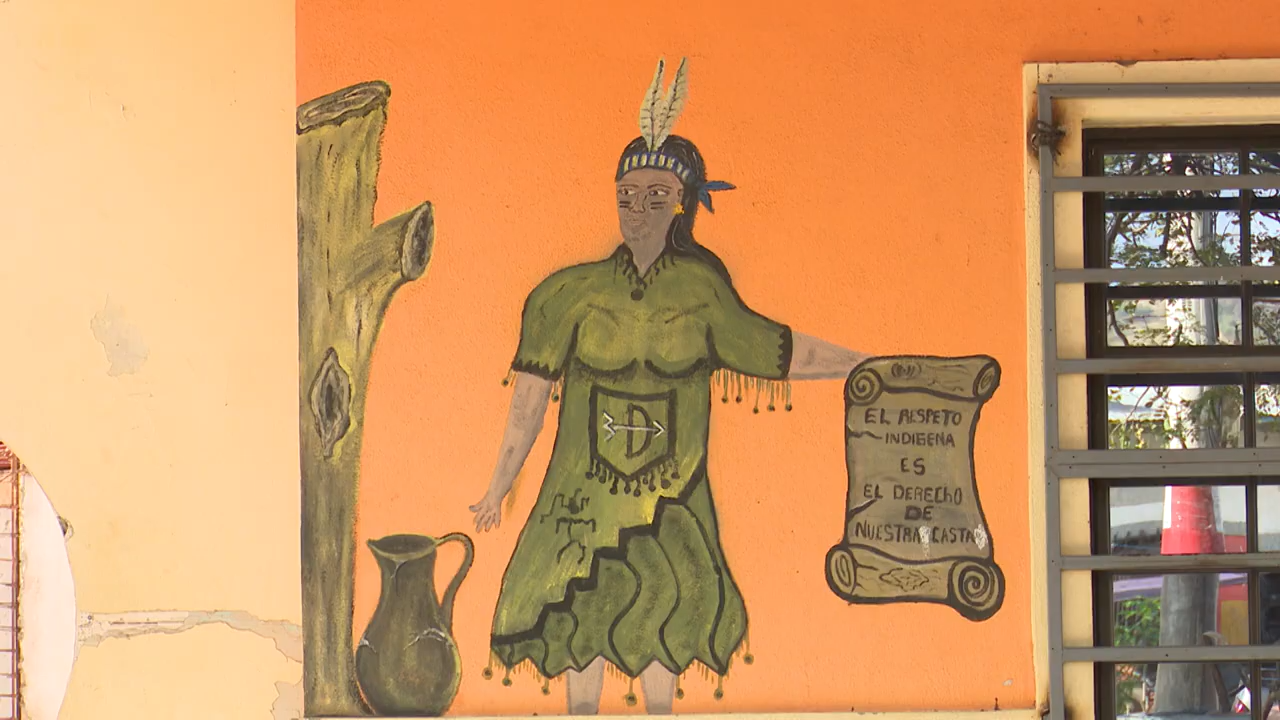 EL RESPETO
INDIGENA
ES
EL DERECHO
DE
NUESTRA CASTA